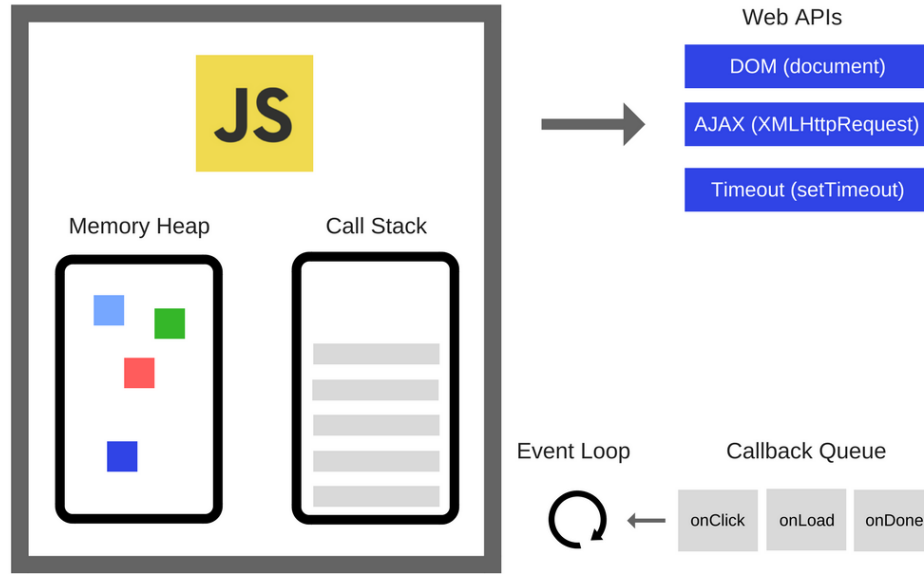 Web APIs
DOM (document)
JS
AJAX (XMLHttpRequest)
Timeout (setTimeout)
Memory Heap
Call Stack
Event Loop
Callback Queue
onClick
onLoad
onDone